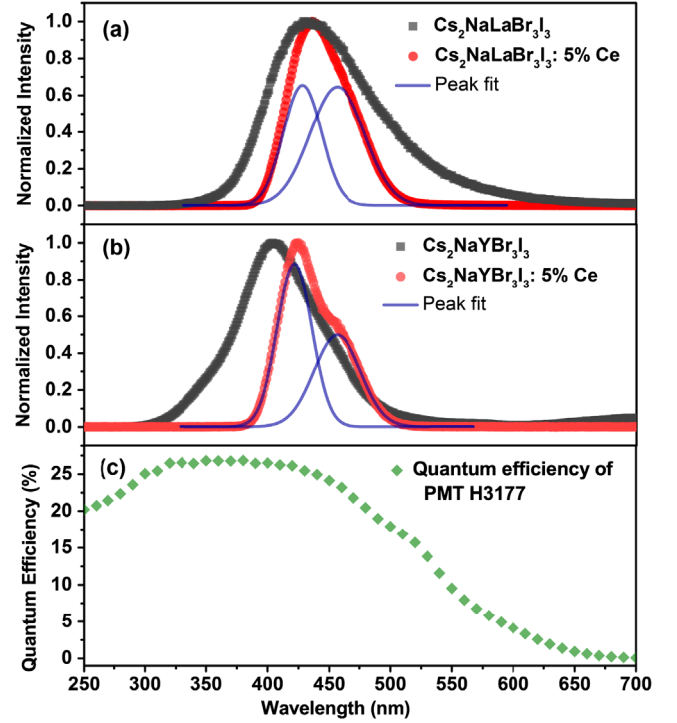 (a)
Cs₂NaLaBr₃I₃
Cs₂NaLaBr₃I₃: 5% Ce
Peak fit
Normalized Intensity
1.0
0.8
0.6
0.4
0.2
0.0
(b)
Cs₂NaYBr₃I₃
Cs₂NaYBr₃I₃: 5% Ce
Peak fit
Normalized Intensity
1.0
0.8
0.6
0.4
0.2
0.0
(c)
Quantum efficiency of
PMT H3177
Quantum Efficiency (%)
25
20
15
10
5
0
250 300 350 400 450 500 550 600 650 700
Wavelength (nm)